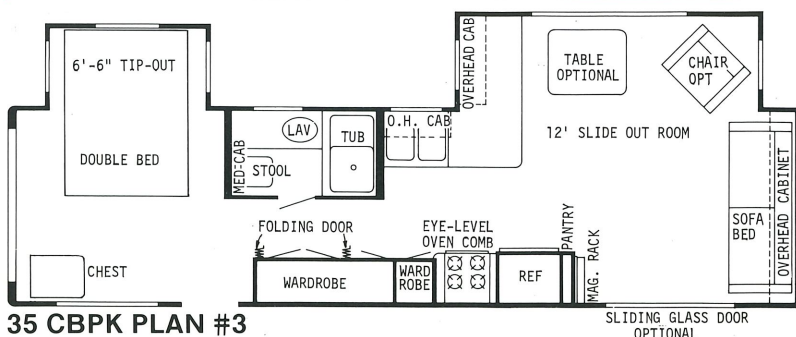 6'-6" TIP-OUT
DOUBLE BED
CHEST
MED-CAB
LAV
STOOL
TUB
FOLDING DOOR
WARDROBE
WARD
ROBE
EYE-LEVEL
OVEN COMB
O.H. CAB
OVERHEAD CAB
TABLE
OPTIONAL
CHAIR
OPT
12' SLIDE OUT ROOM
REF
PANTRY
MAG. RACK
SOFA
BED
OVERHEAD CABINET
SLIDING GLASS DOOR
OPTIONAL
35 CBPK PLAN #3